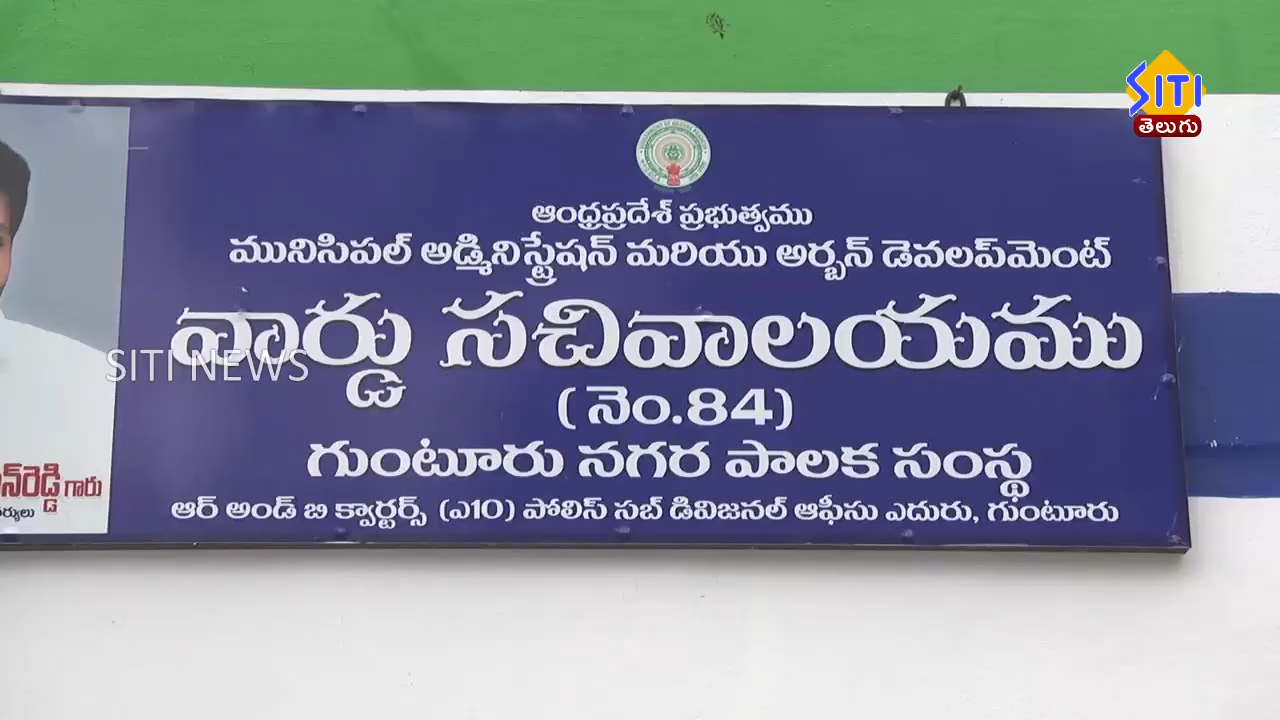 SITI
తెలుగు
ఆంధ్రప్రదేశ్ ప్రభుత్వము
మునిసిపల్ అడ్మినిస్ట్రేషన్ మరియు అర్బన్ డెవలప్‌మెంట్
వార్డు సచివాలయము
SITI NEWS
(నెం.84)
గుంటూరు నగర పాలక సంస్థ
గారు
ఆర్ అండ్ బి క్వార్టర్స్ (ఎ10) పోలిస్ సబ్ డివిజనల్ ఆఫీసు ఎదురు, గుంటూరు